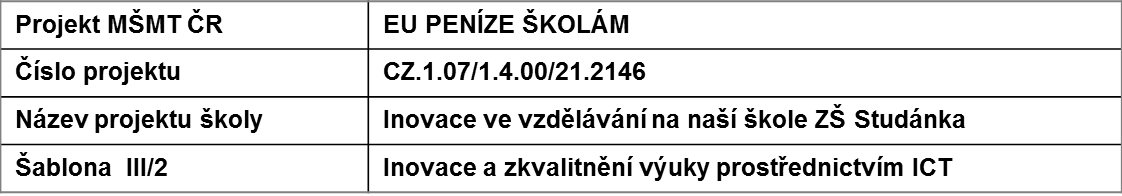 Projekt MŠMT ČR EU PENÍZE ŠKOLÁM
Číslo projektu CZ.1.07/1.4.00/21.2146
Název projektu školy Inovace ve vzdělávání na naší škole ZŠ Studánka
Šablona III/2 Inovace a zkvalitnění výuky prostřednictvím ICT